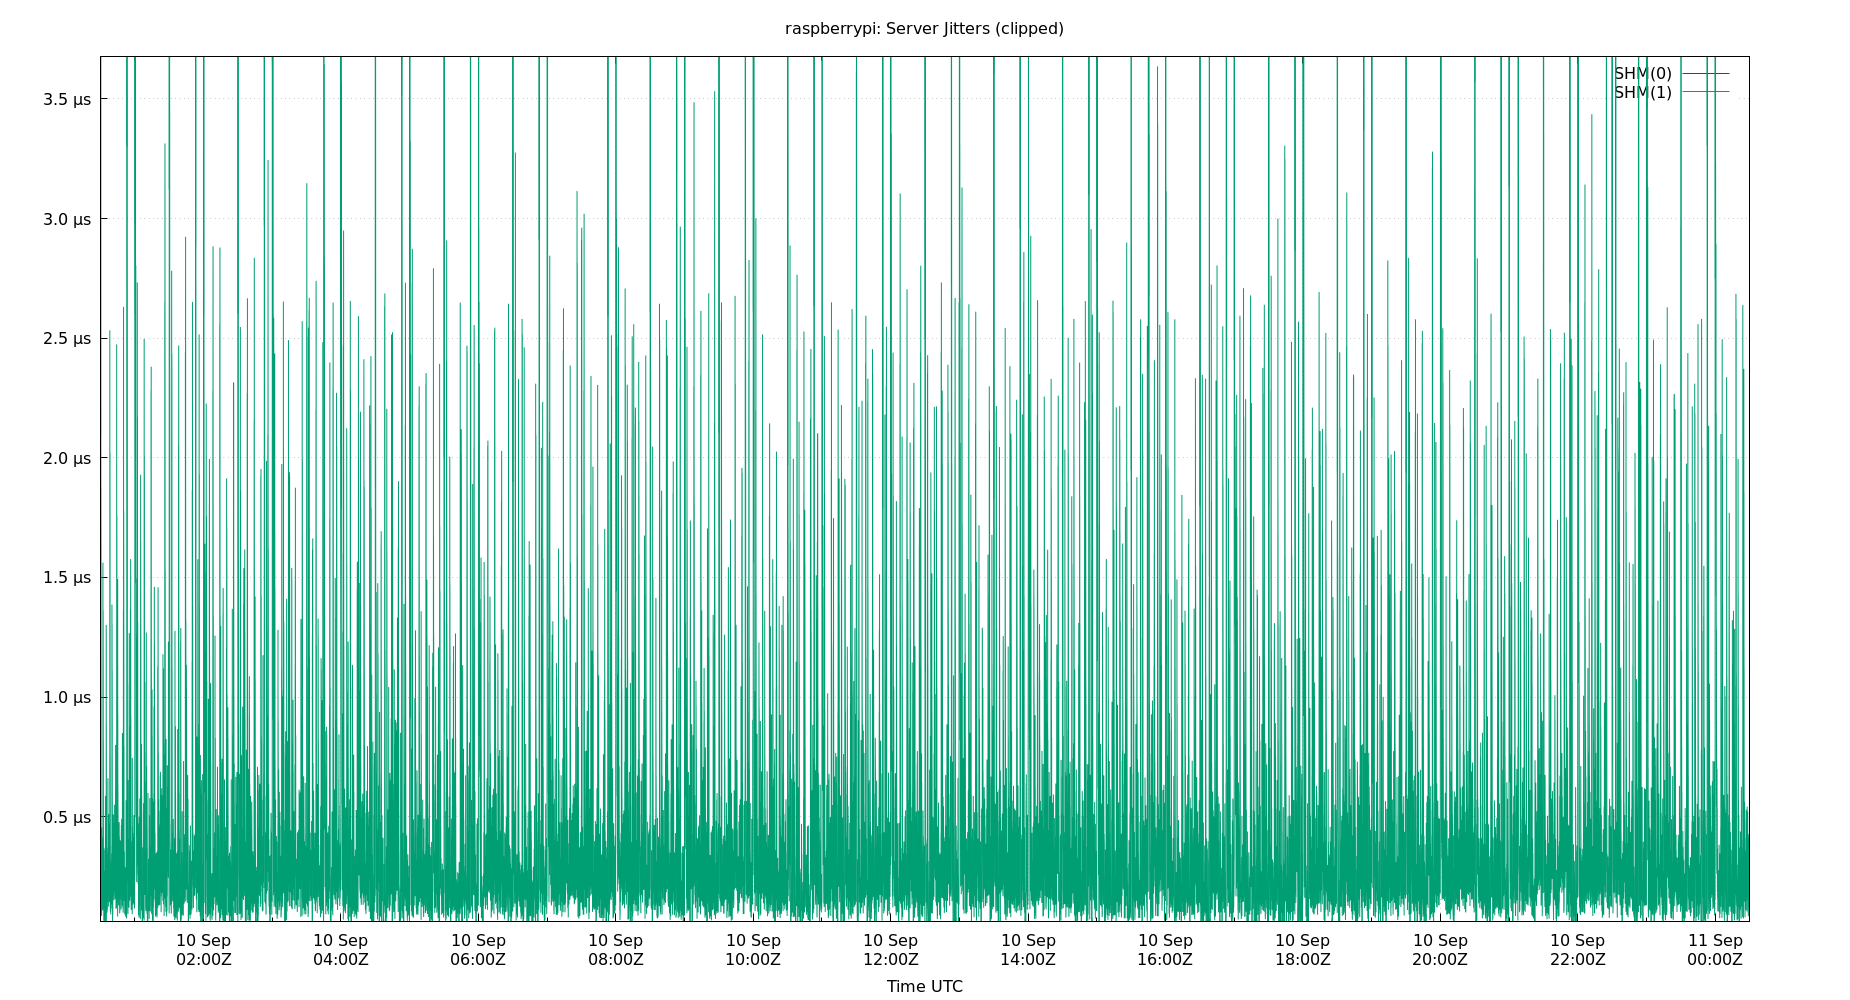 raspberrypi: Server Jitters (clipped)
SHM(0)
SHM(1)
3.5 µs
3.0 µs
2.5 µs
2.0 µs
1.5 µs
1.0 µs
0.5 µs
10 Sep 10 Sep 10 Sep 10 Sep 10 Sep 10 Sep 10 Sep 10 Sep 10 Sep 10 Sep 10 Sep 11 Sep
02:00Z 04:00Z 06:00Z 08:00Z 10:00Z 12:00Z 14:00Z 16:00Z 18:00Z 20:00Z 22:00Z 00:00Z
Time UTC